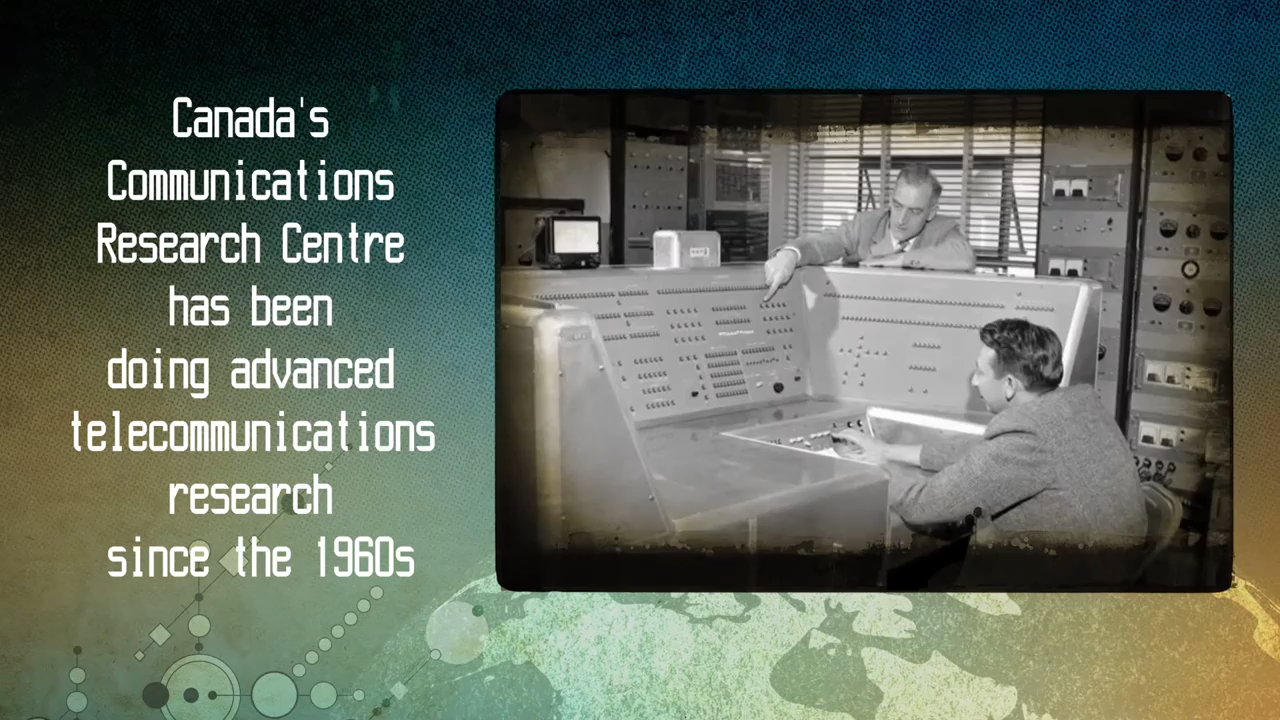 Canada's
Communications
Research Centre
has been
doing advanced
telecommunications
research
since the 1960s